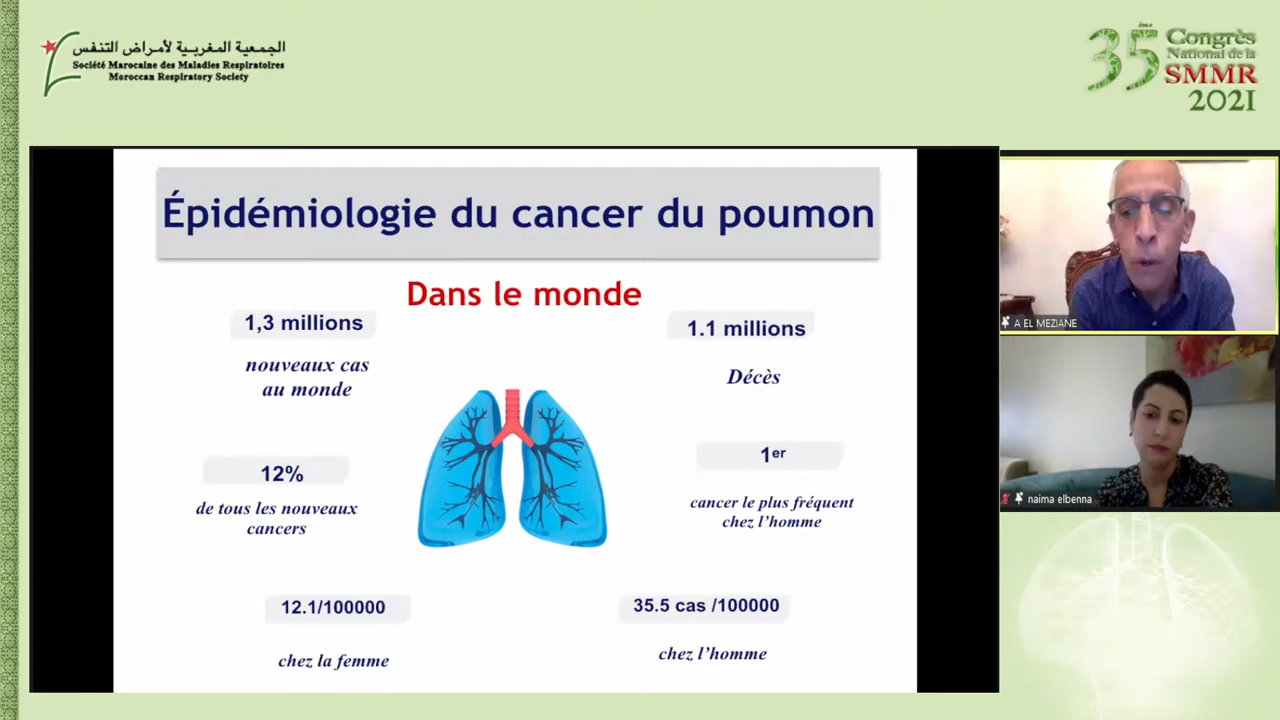 الجمعية المغربية لأمراض التنفس
Société Marocaine des Maladies Respiratoires
Moroccan Respiratory Society
35ème Congrès
National de la
SMMR
2021
Épidémiologie du cancer du poumon
Dans le monde
1,3 millions
nouveaux cas
au monde
1.1 millions
Décès
12%
de tous les nouveaux
cancers
1er
cancer le plus fréquent
chez l'homme
12.1/100000
chez la femme
35.5 cas /100000
chez l'homme
A EL MEZIANE
naima elbenna